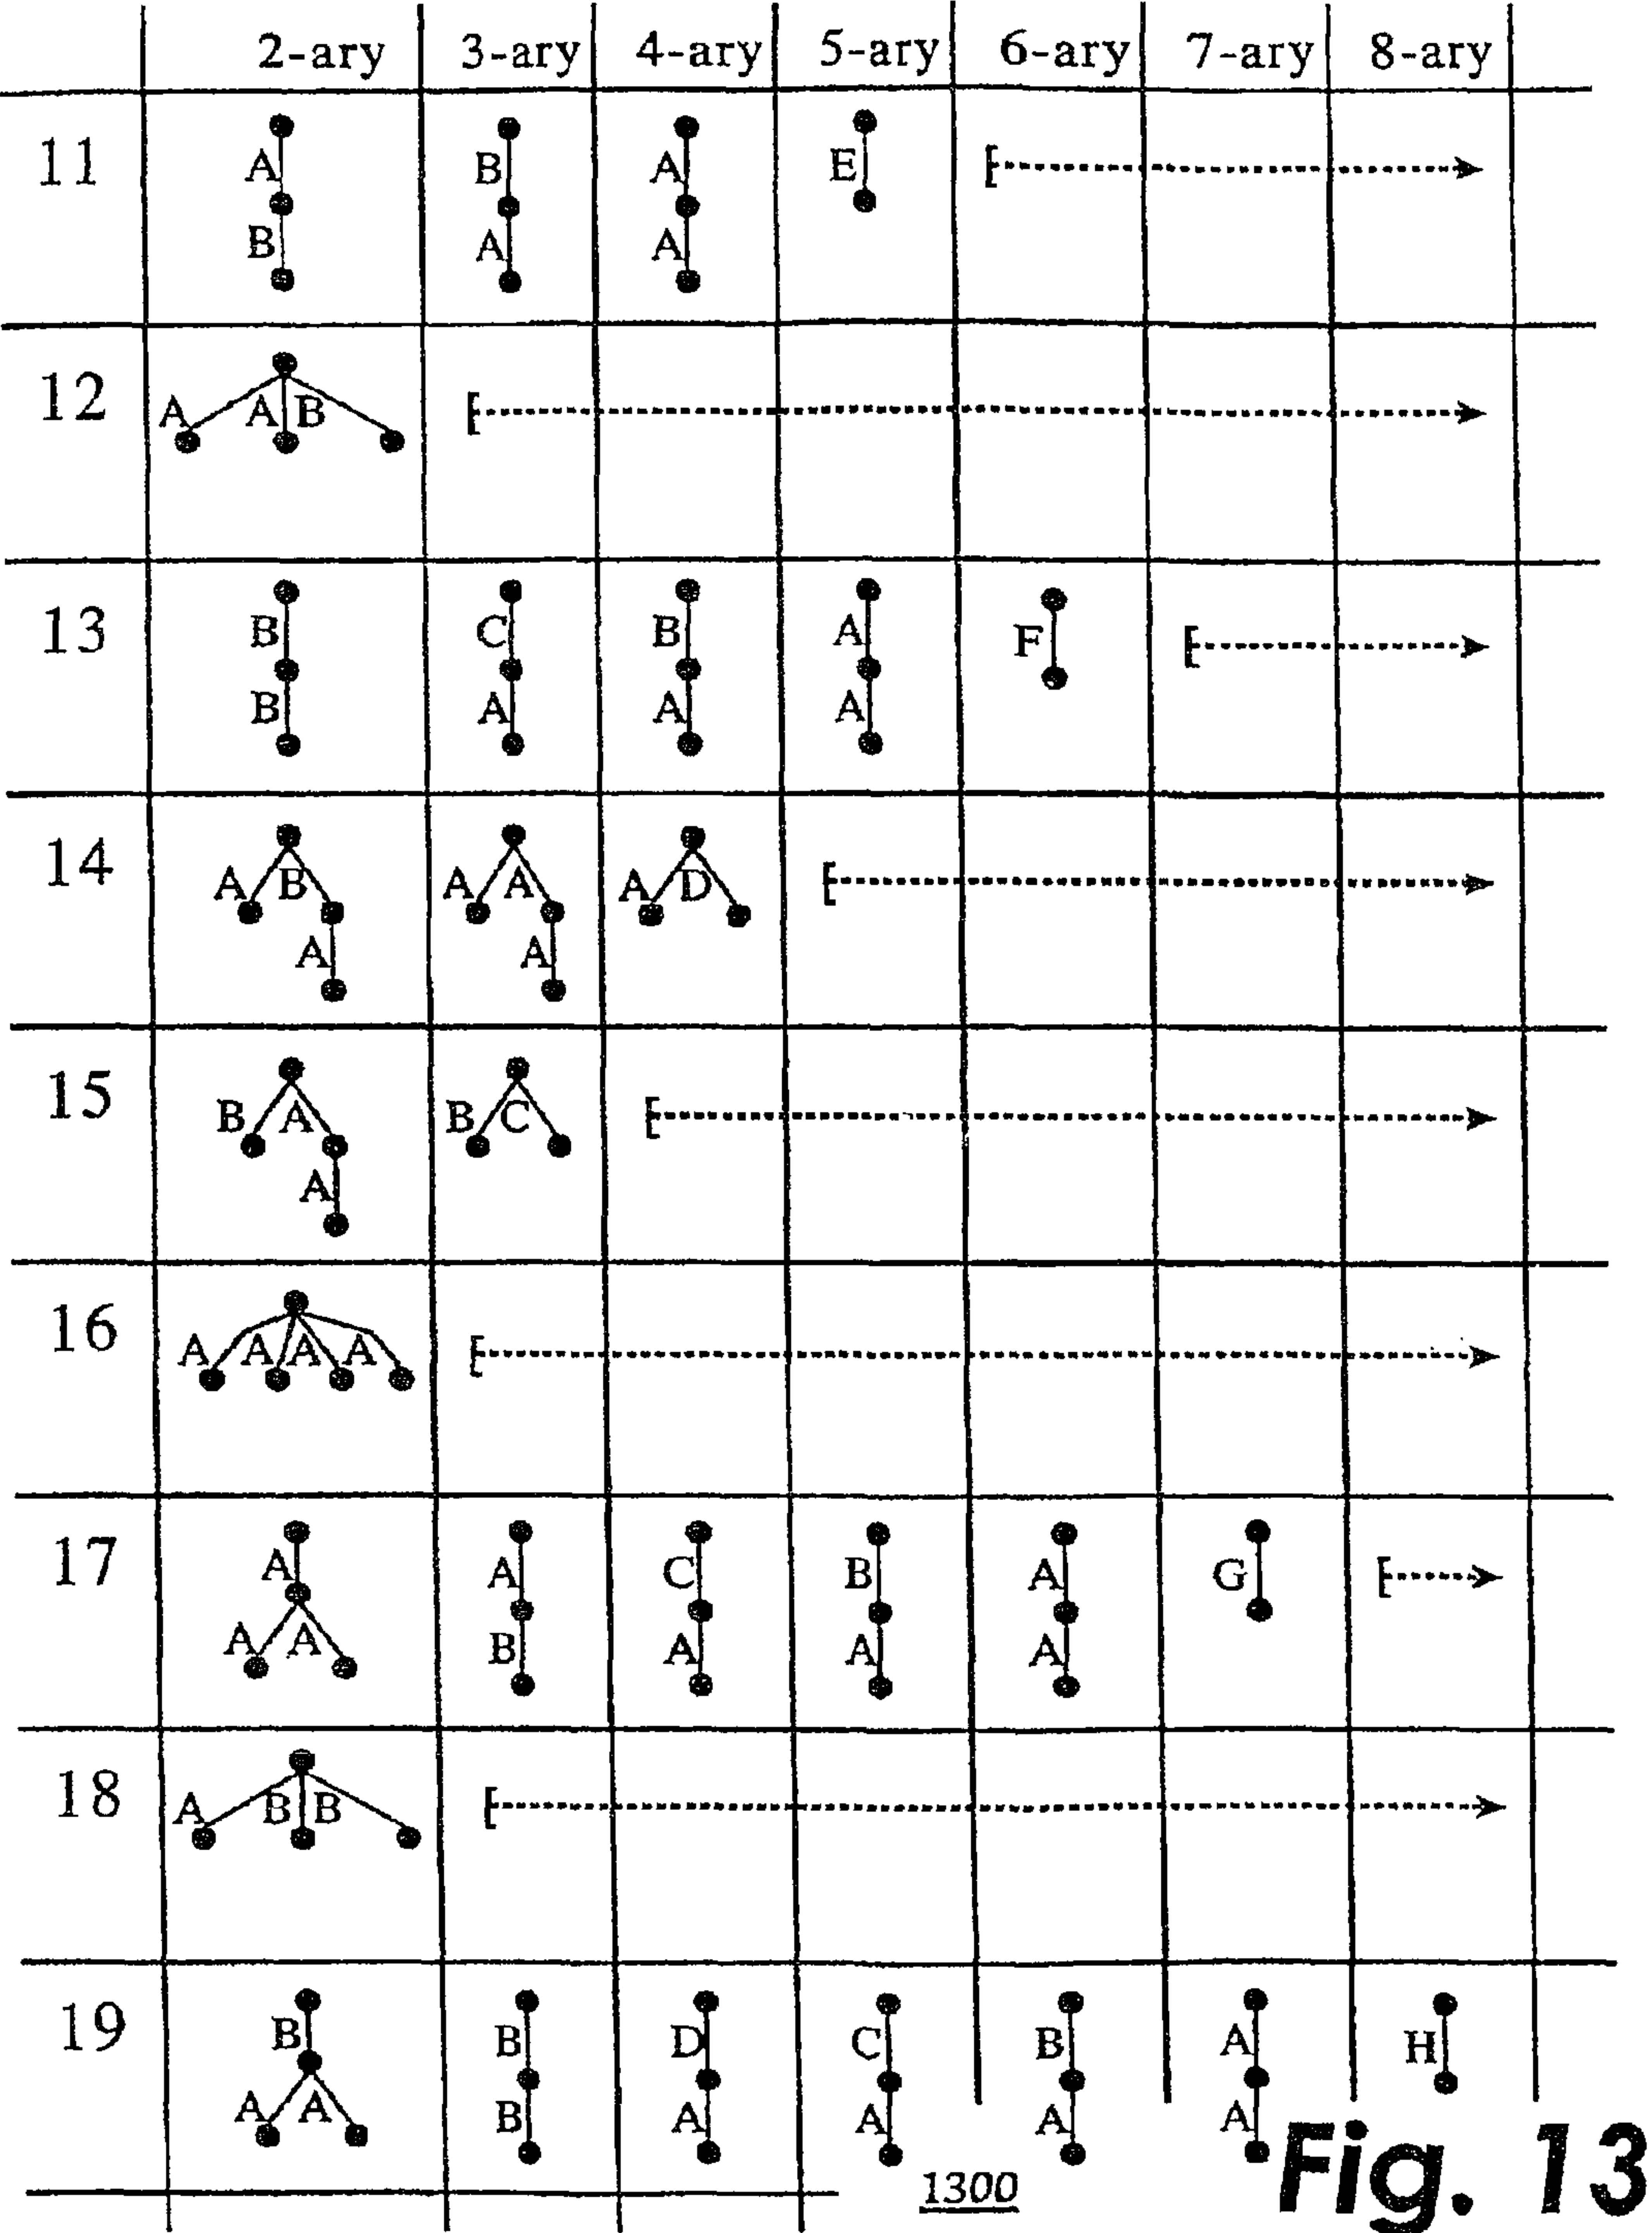 2-ary 3-ary 4-ary 5-ary 6-ary 7-ary 8-ary
11 A B A E
B A A
12 A A B
13 B C B A F
B A A A
14 A B A A A D
A A
15 B A B C
A
16 A A A A
17 A A C B A G
A A B A A A
18 A B B
19 B B D C B A H
A A B A A A A
1300
Fig. 13